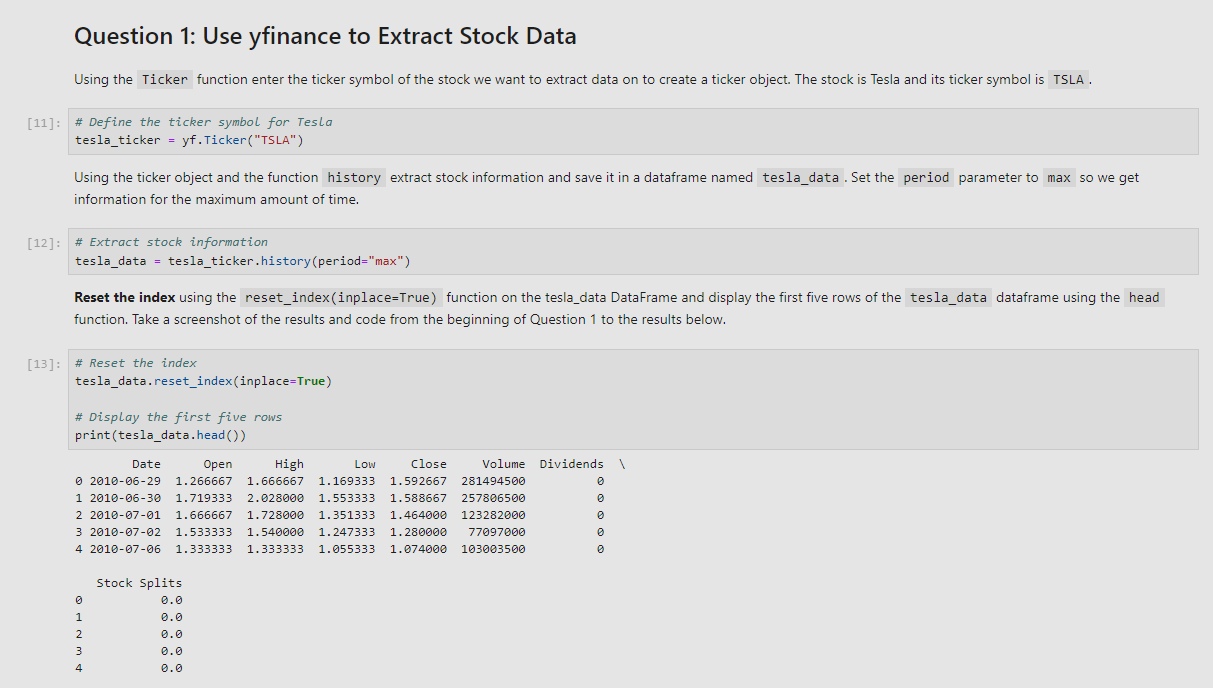 Question 1: Use yfinance to Extract Stock Data
Using the Ticker function enter the ticker symbol of the stock we want to extract data on to create a ticker object. The stock is Tesla and its ticker symbol is TSLA .
[11]: # Define the ticker symbol for Tesla
tesla_ticker = yf.Ticker("TSLA")
Using the ticker object and the function history extract stock information and save it in a dataframe named tesla_data . Set the period parameter to max so we get
information for the maximum amount of time.
[12]: # Extract stock information
tesla_data = tesla_ticker.history(period="max")
Reset the index using the reset_index(inplace=True) function on the tesla_data DataFrame and display the first five rows of the tesla_data dataframe using the head
function. Take a screenshot of the results and code from the beginning of Question 1 to the results below.
[13]: # Reset the index
tesla_data.reset_index(inplace=True)
# Display the first five rows
print(tesla_data.head())
Date Open High Low Close Volume Dividends \
0 2010-06-29 1.266667 1.666667 1.169333 1.592667 281494500 0
1 2010-06-30 1.719333 2.028000 1.553333 1.588667 257806500 0
2 2010-07-01 1.666667 1.728000 1.351333 1.464000 123282000 0
3 2010-07-02 1.533333 1.540000 1.247333 1.280000 77097000 0
4 2010-07-06 1.333333 1.333333 1.055333 1.074000 103003500 0
Stock Splits
0 0.0
1 0.0
2 0.0
3 0.0
4 0.0